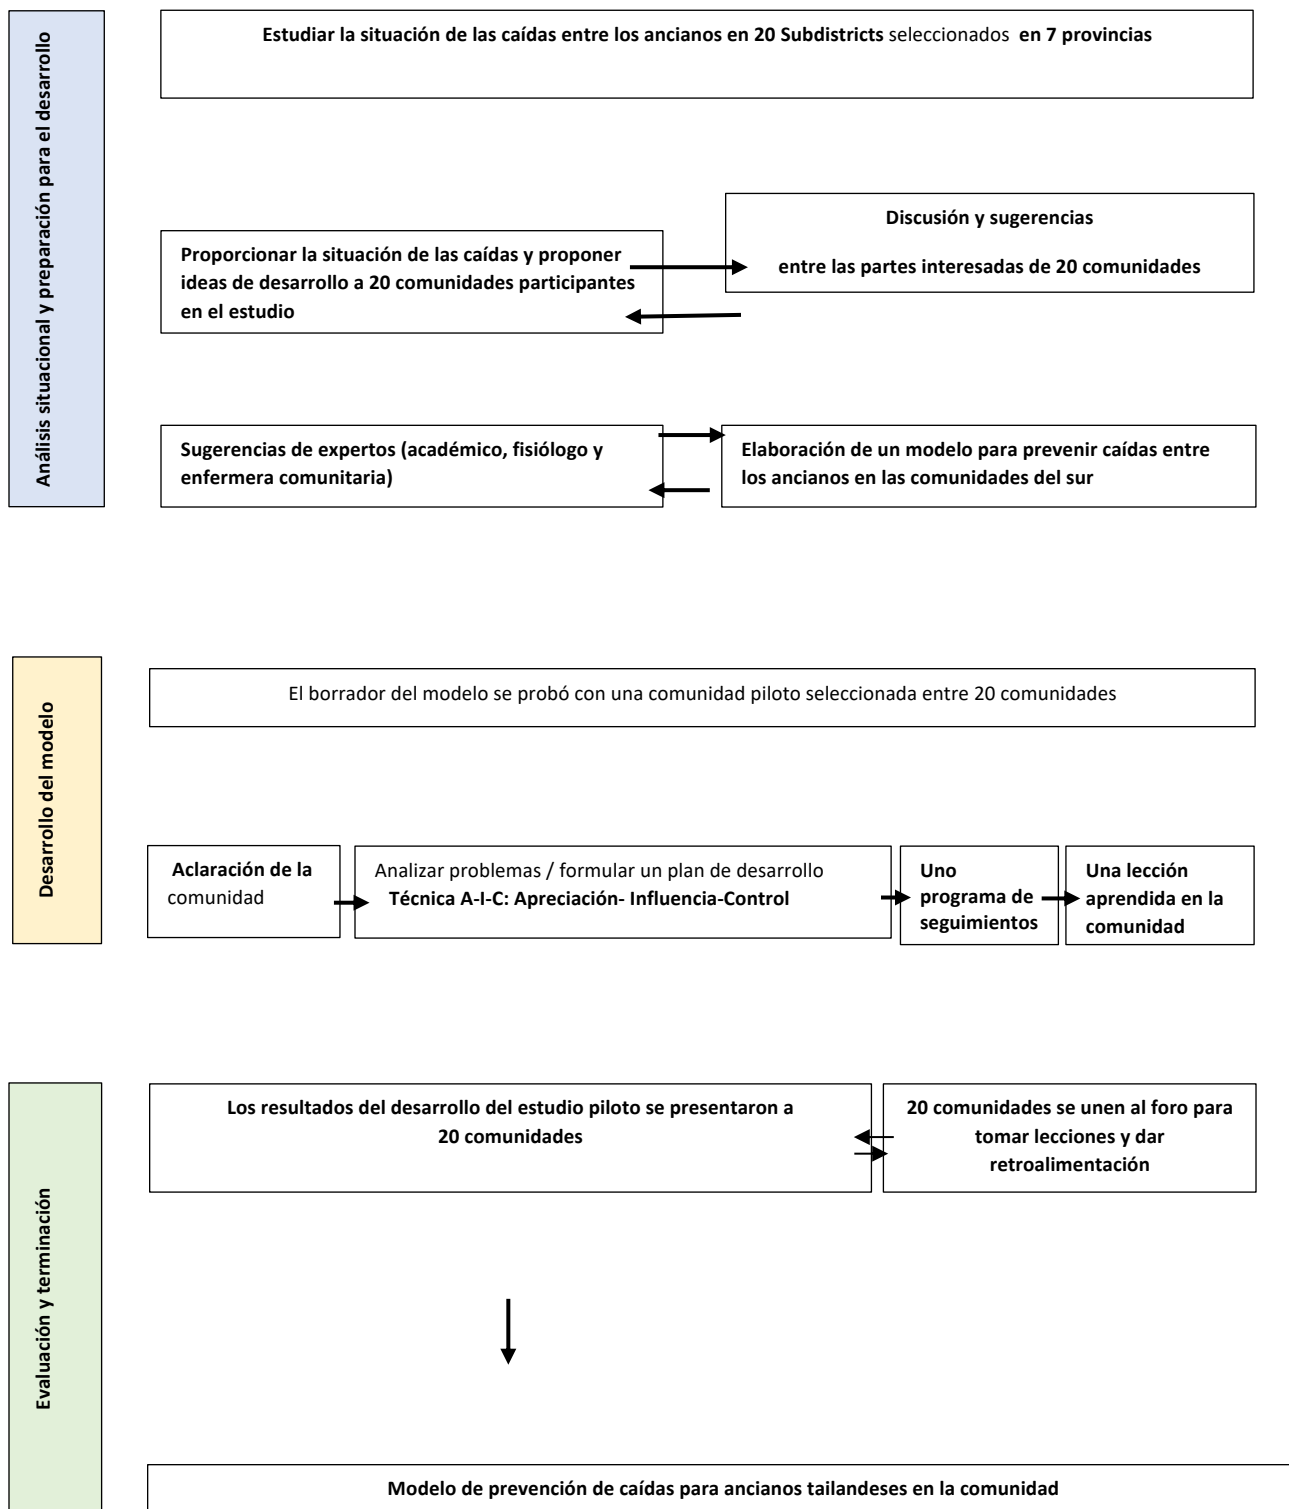 Análisis situacional y preparación para el desarrollo
Estudiar la situación de las caídas entre los ancianos en 20 Subdistricts seleccionados en 7 provincias
Proporcionar la situación de las caídas y proponer
ideas de desarrollo a 20 comunidades participantes
en el estudio
Discusión y sugerencias
entre las partes interesadas de 20 comunidades
Sugerencias de expertos (académico, fisiólogo y
enfermera comunitaria)
Elaboración de un modelo para prevenir caídas entre
los ancianos en las comunidades del sur
Desarrollo del modelo
El borrador del modelo se probó con una comunidad piloto seleccionada entre 20 comunidades
Aclaración de la
comunidad
Analizar problemas / formular un plan de desarrollo
Técnica A-I-C: Apreciación- Influencia-Control
Uno
programa de
seguimientos
Una lección
aprendida en la
comunidad
Evaluación y terminación
Los resultados del desarrollo del estudio piloto se presentaron a
20 comunidades
20 comunidades se unen al foro para
tomar lecciones y dar
retroalimentación
Modelo de prevención de caídas para ancianos tailandeses en la comunidad